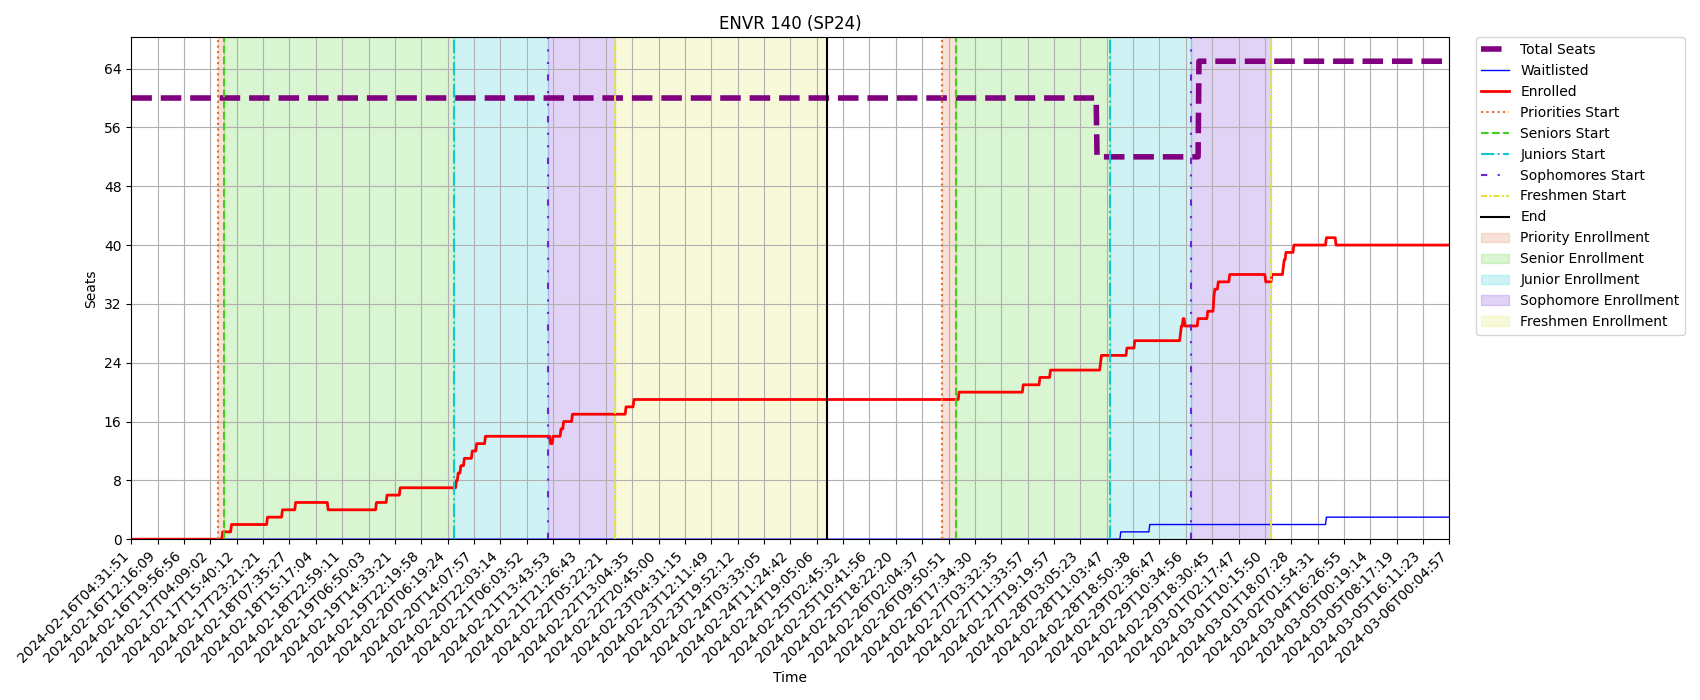 ENVR 140 (SP24)
Total Seats
Waitlisted
Enrolled
Priorities Start
Seniors Start
Juniors Start
Sophomores Start
Freshmen Start
End
Priority Enrollment
Senior Enrollment
Junior Enrollment
Sophomore Enrollment
Freshmen Enrollment
Seats
64
56
48
40
32
24
16
8
0
2024-02-16T04:31:51
2024-02-16T12:16:09
2024-02-16T19:56:56
2024-02-17T04:09:02
2024-02-17T15:40:12
2024-02-17T23:21:21
2024-02-18T07:35:27
2024-02-18T15:17:04
2024-02-18T22:59:11
2024-02-19T06:50:03
2024-02-19T14:33:21
2024-02-19T22:19:58
2024-02-20T06:19:24
2024-02-20T14:07:57
2024-02-20T22:03:14
2024-02-21T06:03:52
2024-02-21T13:43:53
2024-02-21T21:26:43
2024-02-22T05:22:21
2024-02-22T13:04:35
2024-02-22T20:45:00
2024-02-23T04:31:15
2024-02-23T12:11:49
2024-02-23T19:52:12
2024-02-24T03:33:05
2024-02-24T11:24:42
2024-02-24T19:05:06
2024-02-25T02:45:32
2024-02-25T10:41:56
2024-02-25T18:22:20
2024-02-26T02:04:37
2024-02-26T09:50:51
2024-02-26T17:34:30
2024-02-27T03:32:35
2024-02-27T11:33:57
2024-02-27T19:19:57
2024-02-28T03:05:23
2024-02-28T11:03:47
2024-02-28T18:50:38
2024-02-29T02:36:47
2024-02-29T10:34:56
2024-02-29T18:30:45
2024-03-01T02:17:47
2024-03-01T10:15:50
2024-03-01T18:07:28
2024-03-02T01:54:31
2024-03-04T16:26:55
2024-03-05T00:19:14
2024-03-05T08:17:19
2024-03-05T16:11:23
2024-03-06T00:04:57
Time